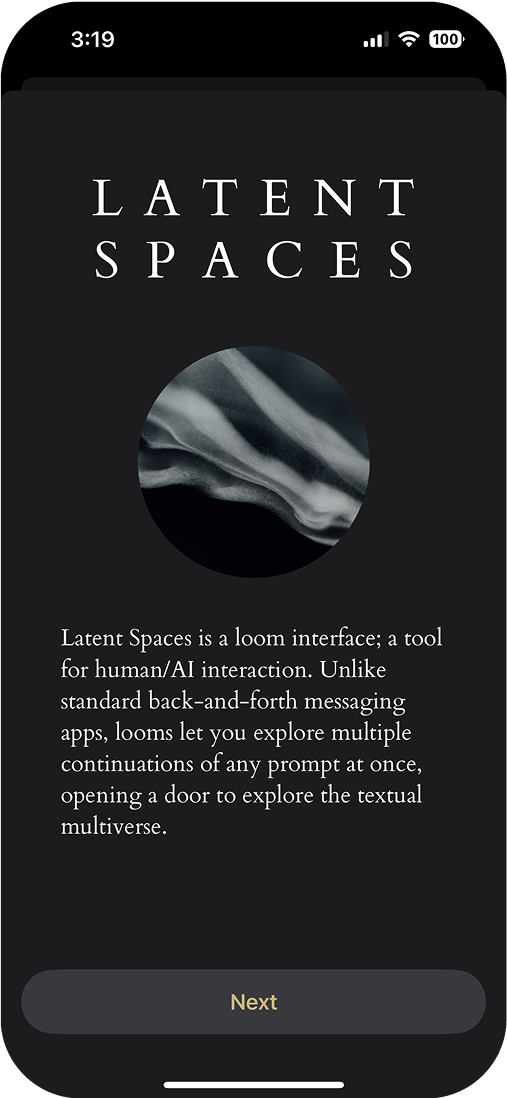 3:19
100
LATENT
SPACES
Latent Spaces is a loom interface; a tool
for human/AI interaction. Unlike
standard back-and-forth messaging
apps, looms let you explore multiple
continuations of any prompt at once,
opening a door to explore the textual
multiverse.
Next